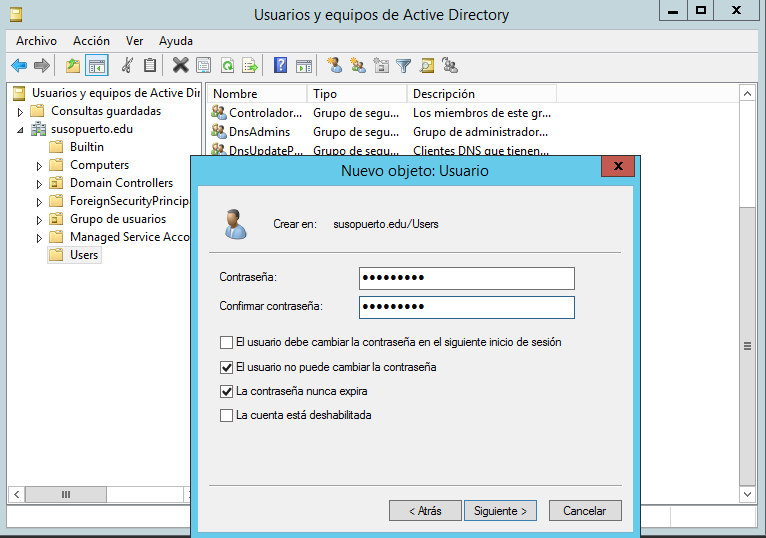 Usuarios y equipos de Active Directory
Archivo Acción Ver Ayuda
Usuarios y equipos de Active Dir
Consultas guardadas
susopuerto.edu
Builtin
Computers
Domain Controllers
ForeignSecurityPrincip
Grupo de usuarios
Managed Service Acco
Users
Nombre Tipo Descripción
Controlador... Grupo de segu... Los miembros de este gr...
DnsAdmins Grupo de segu... Grupo de administrador...
DnsUpdateP... Grupo de segu... Clientes DNS que tienen...
Nuevo objeto: Usuario
Crear en: susopuerto.edu/Users
Contraseña: •••••••••
Confirmar contraseña: •••••••••
El usuario debe cambiar la contraseña en el siguiente inicio de sesión
El usuario no puede cambiar la contraseña
La contraseña nunca expira
La cuenta está deshabilitada
< Atrás Siguiente > Cancelar